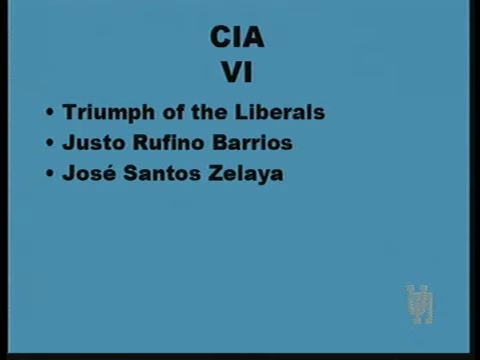 CIA
VI
• Triumph of the Liberals
• Justo Rufino Barrios
• José Santos Zelaya